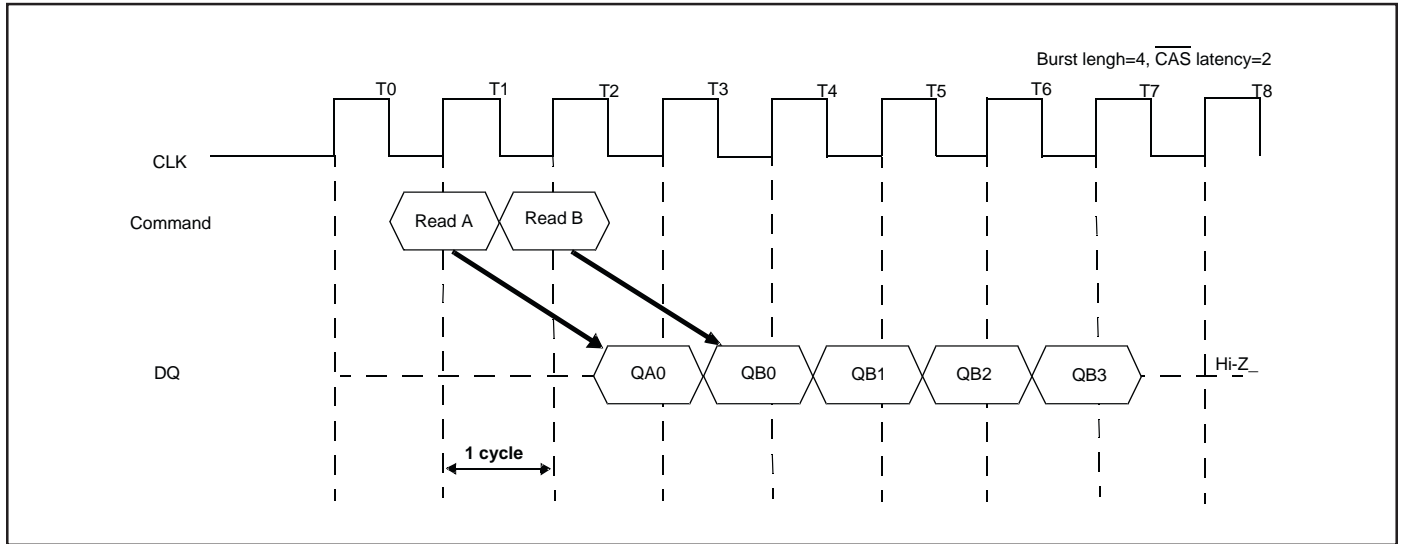 Burst lengh=4, CAS latency=2
T0 T1 T2 T3 T4 T5 T6 T7 T8
CLK
Command Read A Read B
DQ QA0 QB0 QB1 QB2 QB3 Hi-Z_
1 cycle